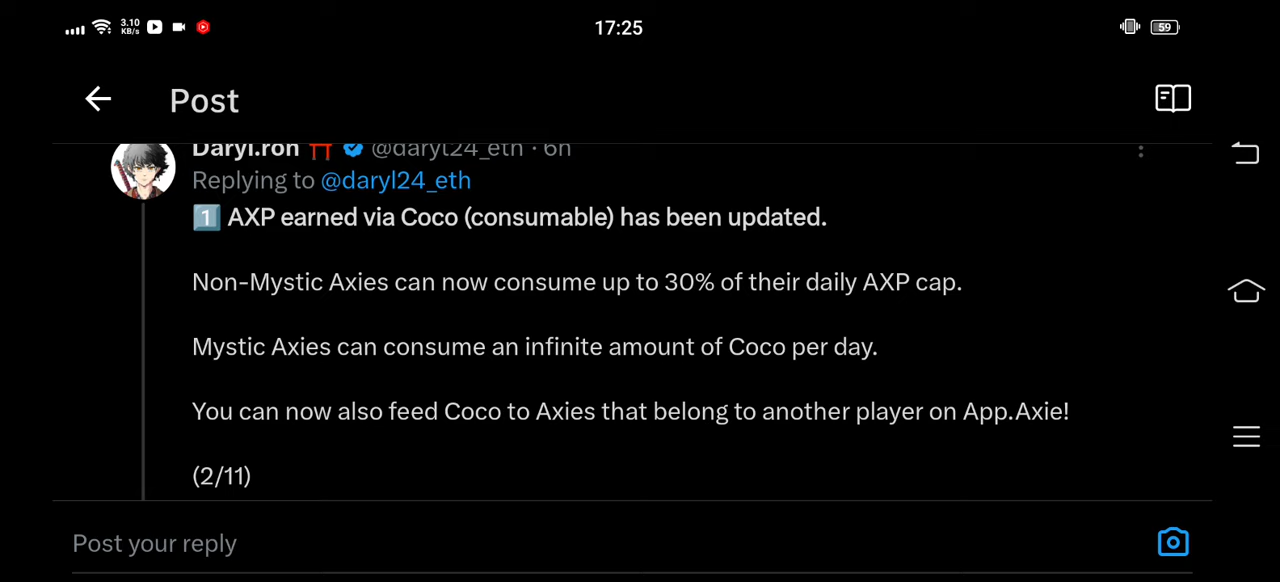 3.10
KB/s
17:25
59
Post
Daryl.ron ⛩ @daryl24_eth · 6h
Replying to @daryl24_eth
1️⃣ AXP earned via Coco (consumable) has been updated.
Non-Mystic Axies can now consume up to 30% of their daily AXP cap.
Mystic Axies can consume an infinite amount of Coco per day.
You can now also feed Coco to Axies that belong to another player on App.Axie!
(2/11)
Post your reply